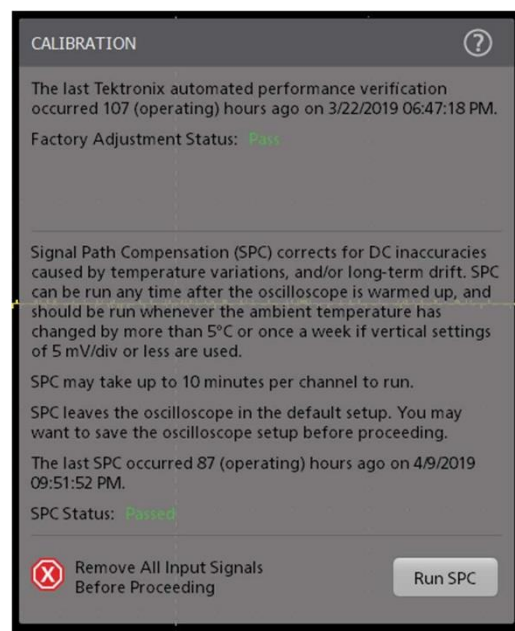 CALIBRATION
?
The last Tektronix automated performance verification
occurred 107 (operating) hours ago on 3/22/2019 06:47:18 PM.
Factory Adjustment Status: Pass
Signal Path Compensation (SPC) corrects for DC inaccuracies
caused by temperature variations, and/or long-term drift. SPC
can be run any time after the oscilloscope is warmed up, and
should be run whenever the ambient temperature has
changed by more than 5°C or once a week if vertical settings
of 5 mV/div or less are used.
SPC may take up to 10 minutes per channel to run.
SPC leaves the oscilloscope in the default setup. You may
want to save the oscilloscope setup before proceeding.
The last SPC occurred 87 (operating) hours ago on 4/9/2019
09:51:52 PM.
SPC Status: Passed
X
Remove All Input Signals
Before Proceeding
Run SPC